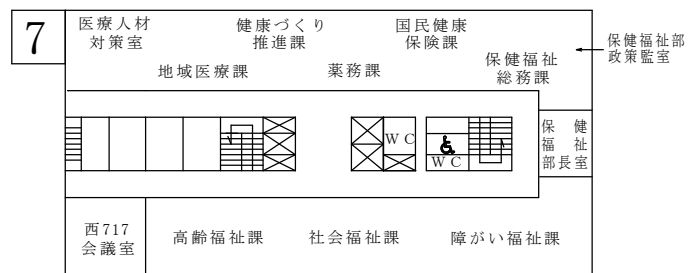 7
医療人材
対策室
健康づくり
推進課
国民健康
保険課
地域医療課
薬務課
保健福祉
総務課
保健福祉部
政策監室
WC
WC
保健
福祉
部長室
西717
会議室
高齢福祉課
社会福祉課
障がい福祉課